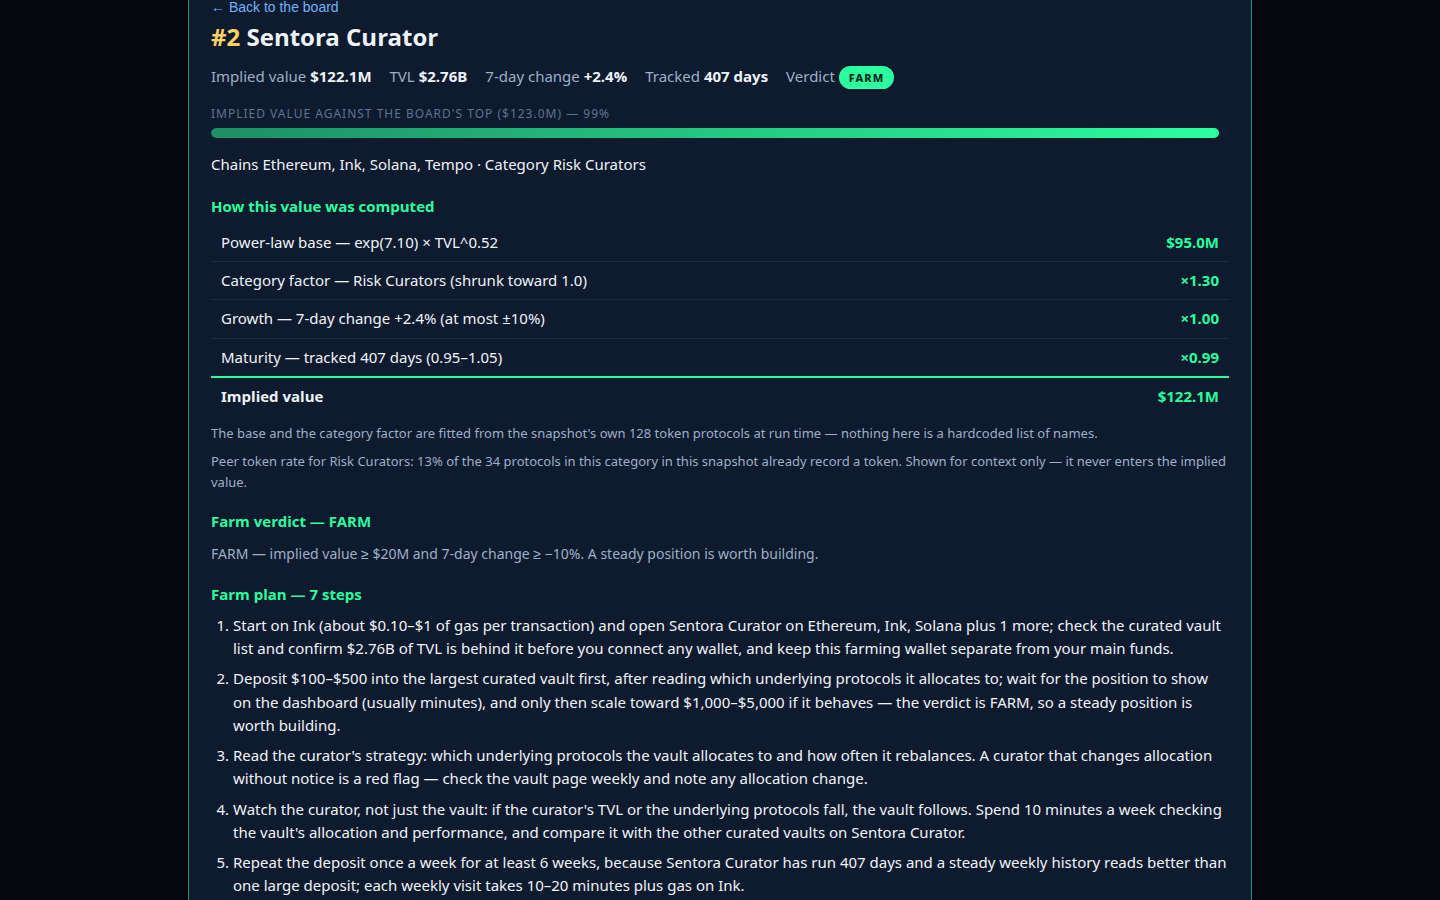 ← Back to the board
#2 Sentora Curator
Implied value $122.1M TVL $2.76B 7-day change +2.4% Tracked 407 days Verdict FARM
IMPLIED VALUE AGAINST THE BOARD'S TOP ($123.0M) — 99%
Chains Ethereum, Ink, Solana, Tempo · Category Risk Curators
How this value was computed
Power-law base — exp(7.10) × TVL^0.52 $95.0M
Category factor — Risk Curators (shrunk toward 1.0) ×1.30
Growth — 7-day change +2.4% (at most ±10%) ×1.00
Maturity — tracked 407 days (0.95–1.05) ×0.99
Implied value $122.1M
The base and the category factor are fitted from the snapshot's own 128 token protocols at run time — nothing here is a hardcoded list of names.
Peer token rate for Risk Curators: 13% of the 34 protocols in this category in this snapshot already record a token. Shown for context only — it never enters the implied
value.
Farm verdict — FARM
FARM — implied value ≥ $20M and 7-day change ≥ −10%. A steady position is worth building.
Farm plan — 7 steps
1. Start on Ink (about $0.10–$1 of gas per transaction) and open Sentora Curator on Ethereum, Ink, Solana plus 1 more; check the curated vault
list and confirm $2.76B of TVL is behind it before you connect any wallet, and keep this farming wallet separate from your main funds.
2. Deposit $100–$500 into the largest curated vault first, after reading which underlying protocols it allocates to; wait for the position to show
on the dashboard (usually minutes), and only then scale toward $1,000–$5,000 if it behaves — the verdict is FARM, so a steady position is
worth building.
3. Read the curator's strategy: which underlying protocols the vault allocates to and how often it rebalances. A curator that changes allocation
without notice is a red flag — check the vault page weekly and note any allocation change.
4. Watch the curator, not just the vault: if the curator's TVL or the underlying protocols fall, the vault follows. Spend 10 minutes a week checking
the vault's allocation and performance, and compare it with the other curated vaults on Sentora Curator.
5. Repeat the deposit once a week for at least 6 weeks, because Sentora Curator has run 407 days and a steady weekly history reads better than
one large deposit; each weekly visit takes 10–20 minutes plus gas on Ink.